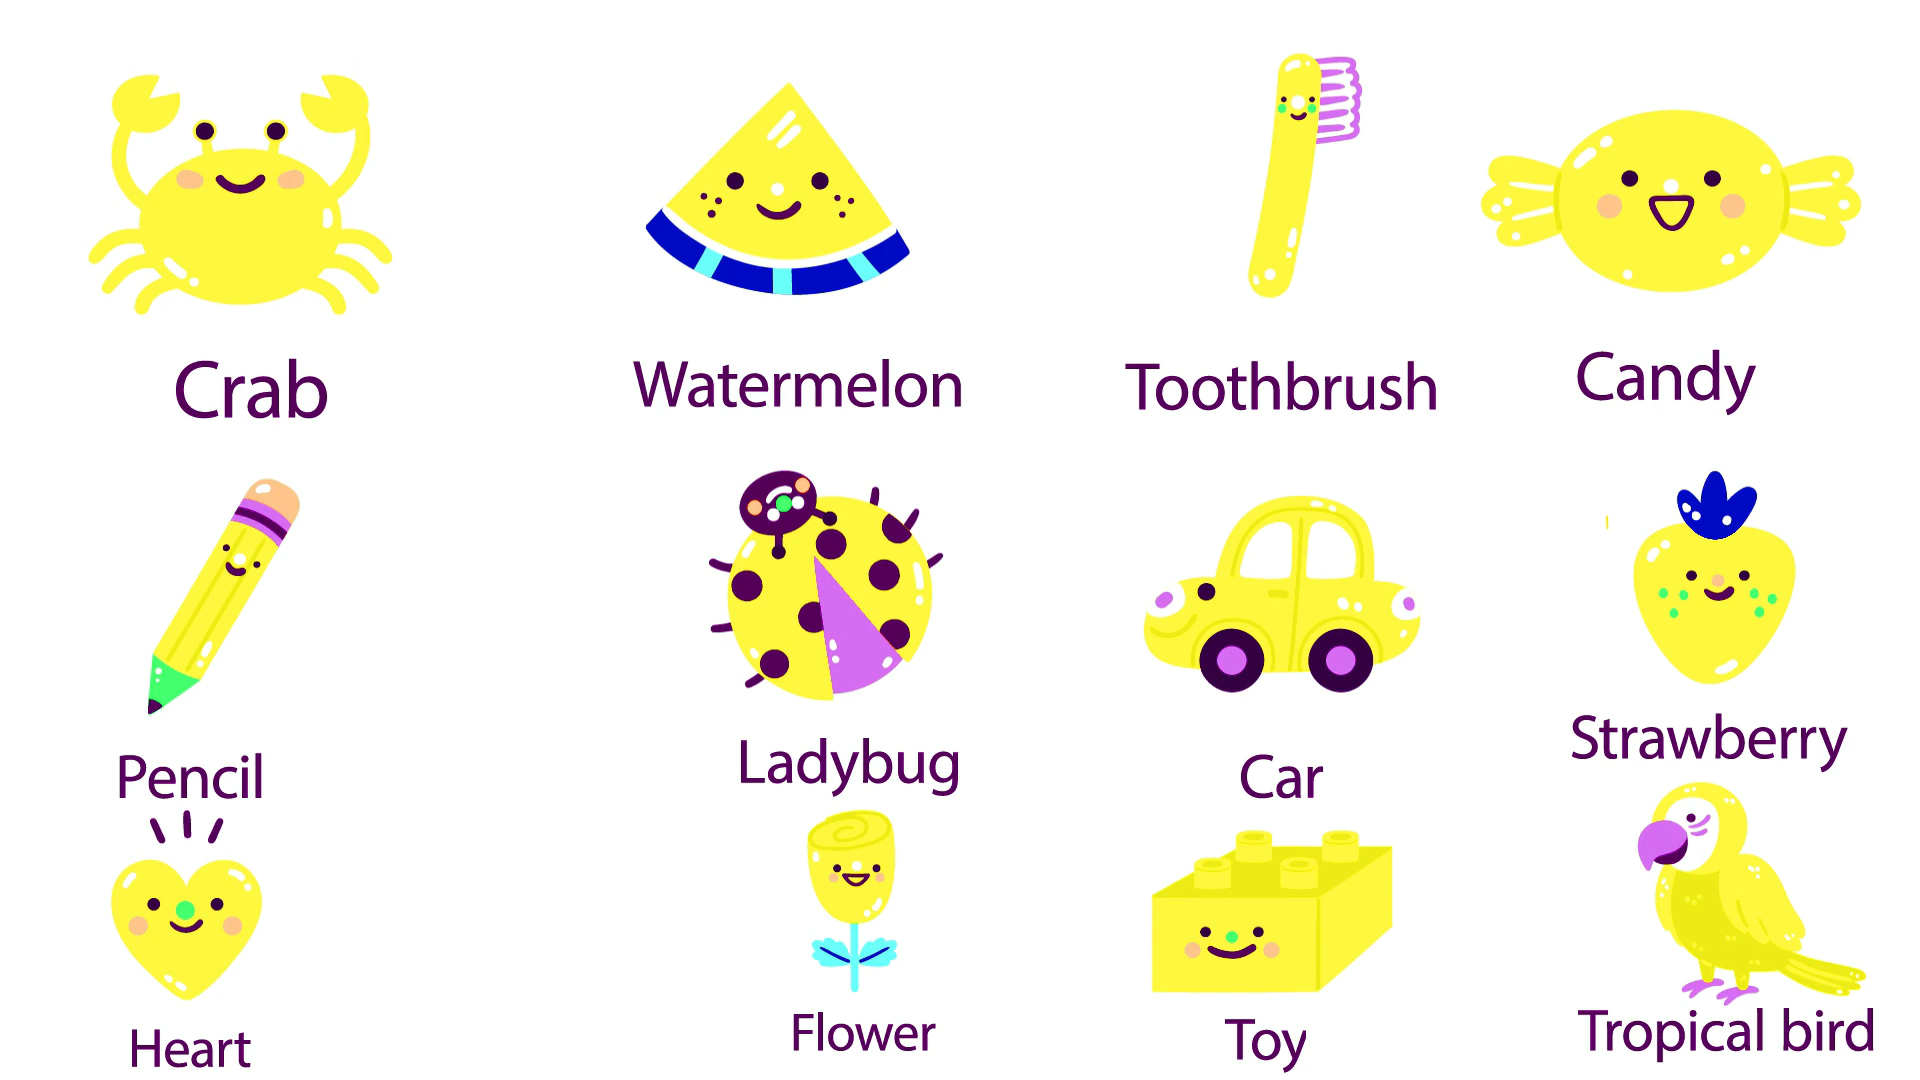 Crab
Watermelon
Toothbrush
Candy
Pencil
Ladybug
Car
Strawberry
Heart
Flower
Toy
Tropical bird